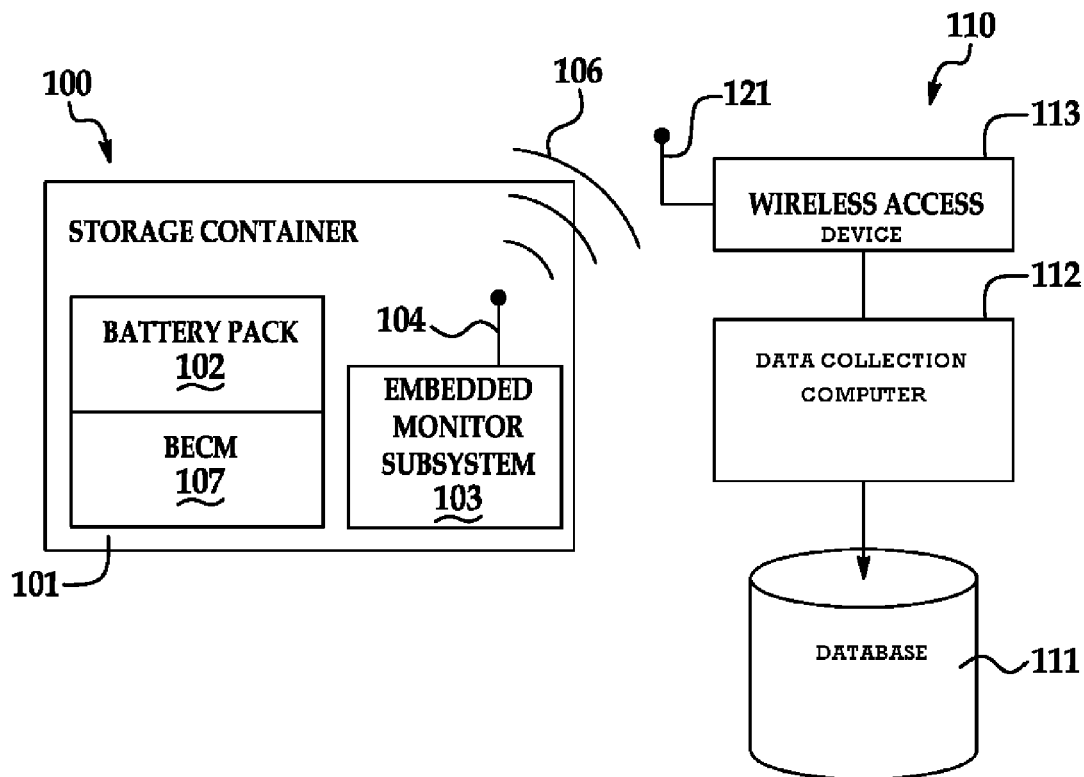 100
106
121
110
113
STORAGE CONTAINER
WIRELESS ACCESS
DEVICE
112
BATTERY PACK
102
104
EMBEDDED
MONITOR
SUBSYSTEM
103
BECM
107
DATA COLLECTION
COMPUTER
101
DATABASE
111